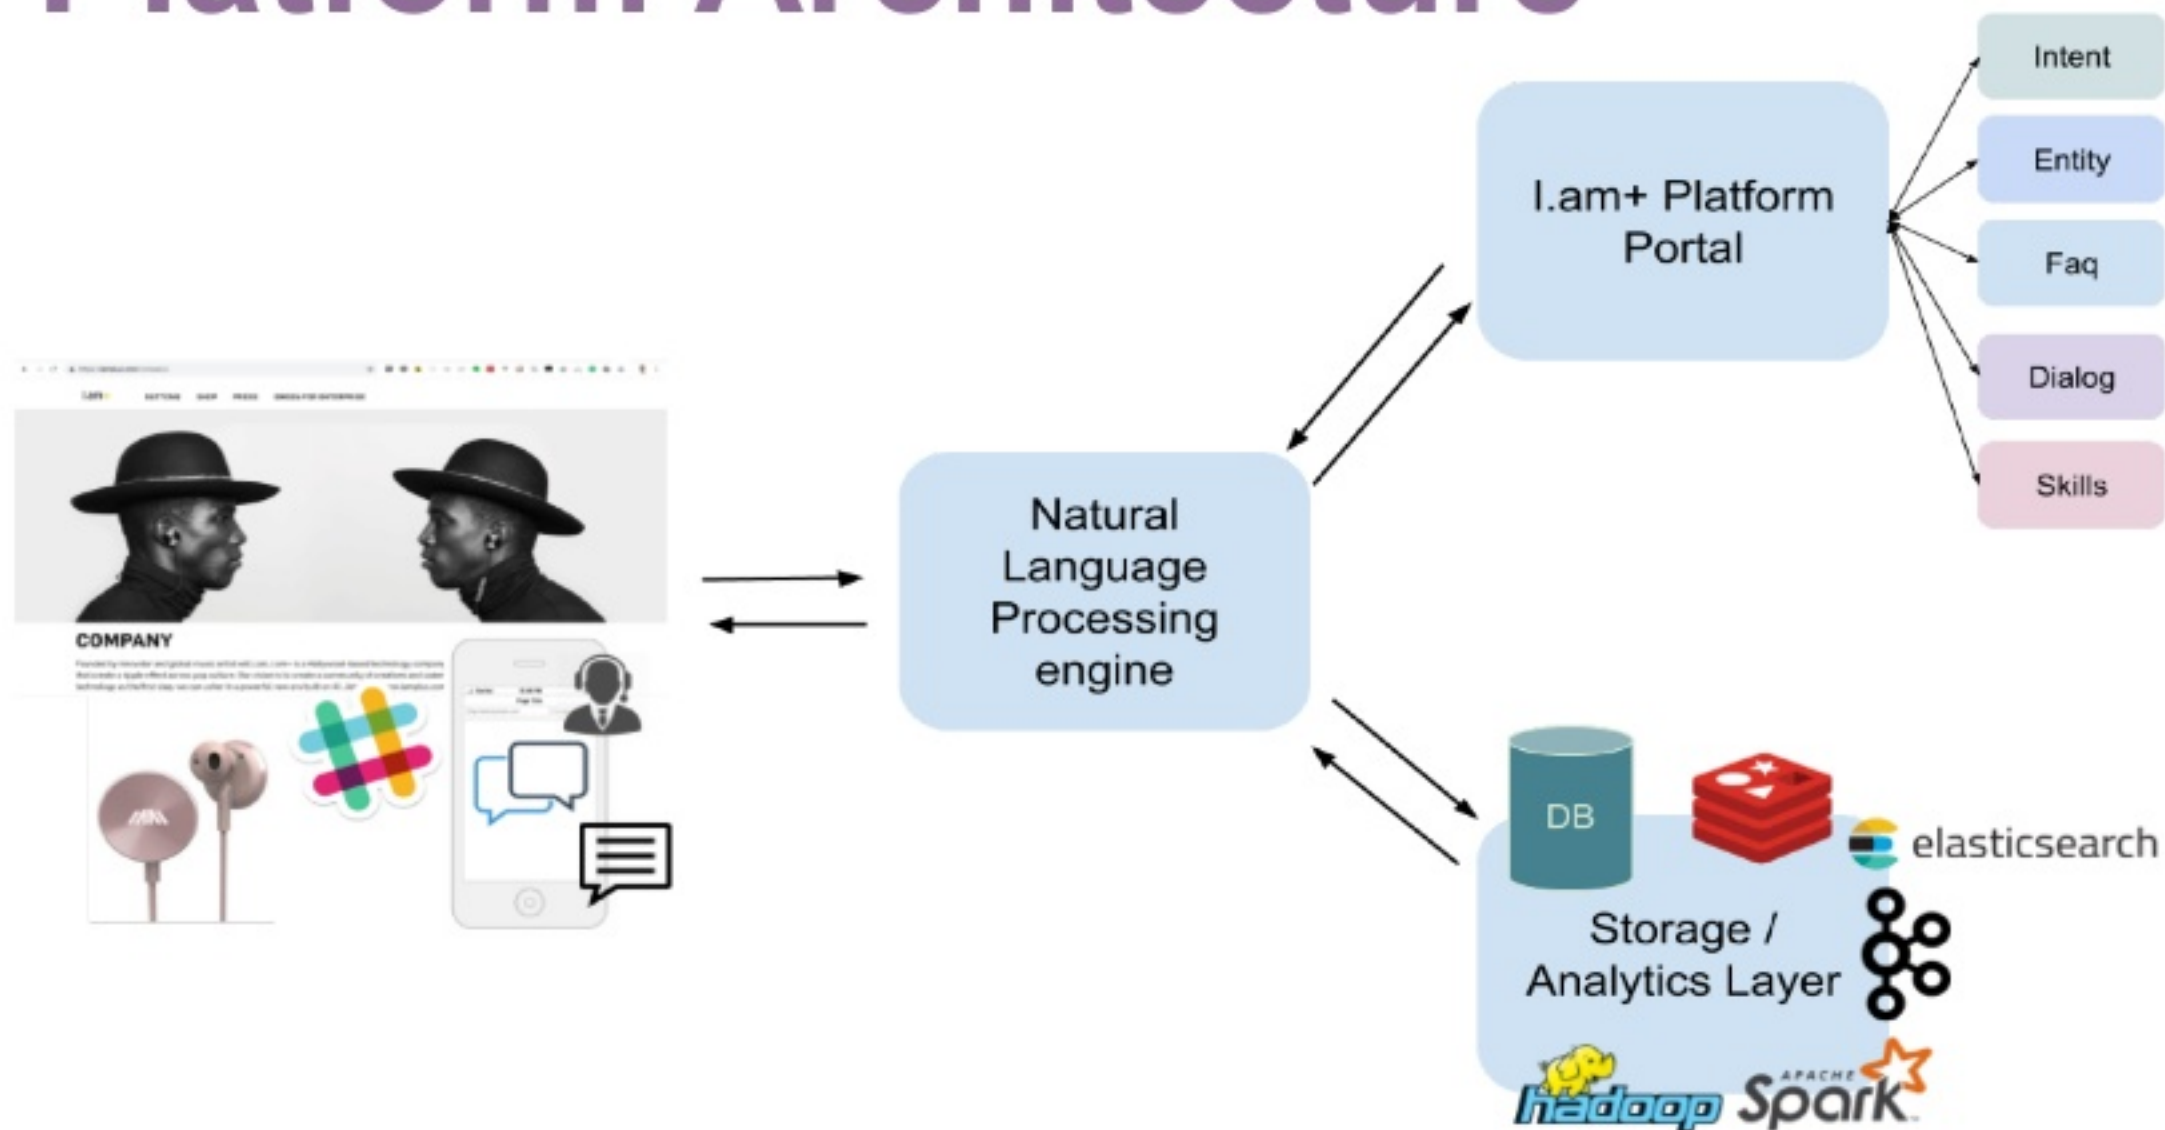 Platform Architecture
Intent
Entity
Faq
Dialog
Skills
I.am+ Platform
Portal
Natural
Language
Processing
engine
COMPANY
DB
elasticsearch
Storage /
Analytics Layer
hadoop
APACHE
Spark